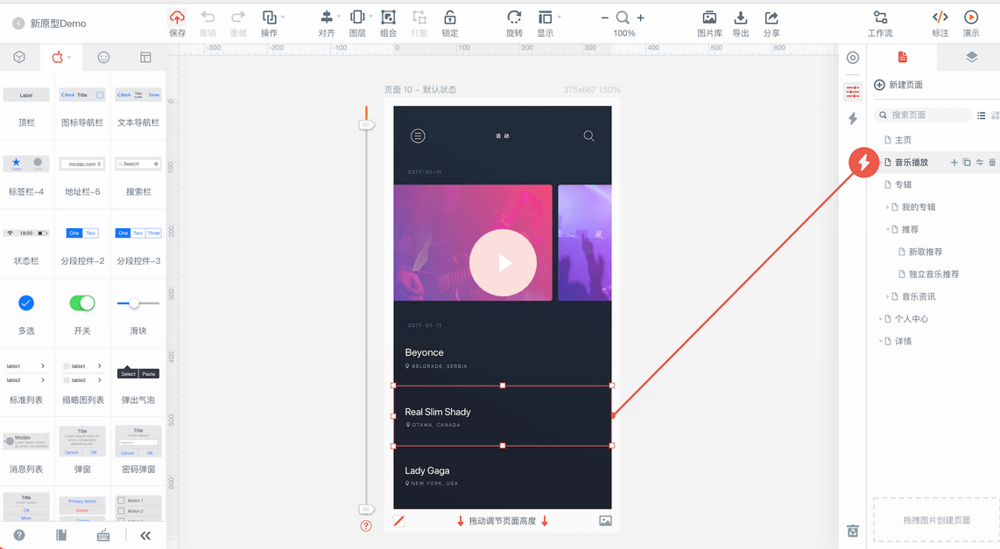 新原型Demo
保存 撤销 重做 操作 对齐 图层 组合 打散 锁定 旋转 显示 图片库 导出 分享 工作流 标注 演示
100%
-300 -200 -100 0 100 200 300 400 500 600
0 100 200 300 400 500 600
Label
Back Title
Back Title Done
顶栏 图标导航栏 文本导航栏
modao.com
Search
标签栏-4 地址栏-5 搜索栏
18:00
One Two
One Two Three
状态栏 分段控件-2 分段控件-3
多选 开关 滑块
lable1 lable1
lable2 lable2
Select Paste
标准列表 缩略图列表 弹出气泡
Modao
Title
Cancel OK
Title
Cancel OK
消息列表 弹窗 密码弹窗
Title
OK
More
Primary Action
Delete
Cancel
Action 1
Action 2
页面 10 – 默认状态 375x667 150%
活 动
2017-01-11
2017-01-11
Beyonce
BELGRADE, SERBIA
Real Slim Shady
OTAWA, CANADA
Lady Gaga
NEW YORK, USA
拖动调节页面高度
新建页面
搜索页面
主页
音乐播放
专辑
我的专辑
推荐
新歌推荐
独立音乐推荐
音乐资讯
个人中心
详情
拖拽图片创建页面